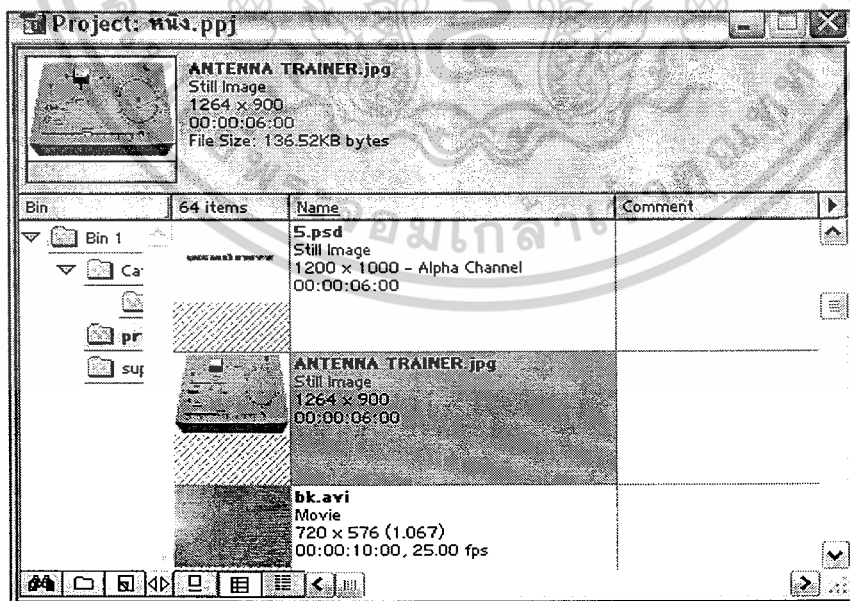 Project: หนัง.ppj
ANTENNA TRAINER.jpg
Still Image
1264 x 900
00:00:06:00
File Size: 136.52KB bytes
Bin 64 items Name Comment
Bin 1
Ca
pr
sup
5.psd
Still Image
1200 x 1000 - Alpha Channel
00:00:06:00
ANTENNA TRAINER.jpg
Still Image
1264 x 900
00:00:06:00
bk.avi
Movie
720 x 576 (1.067)
00:00:10:00, 25.00 fps